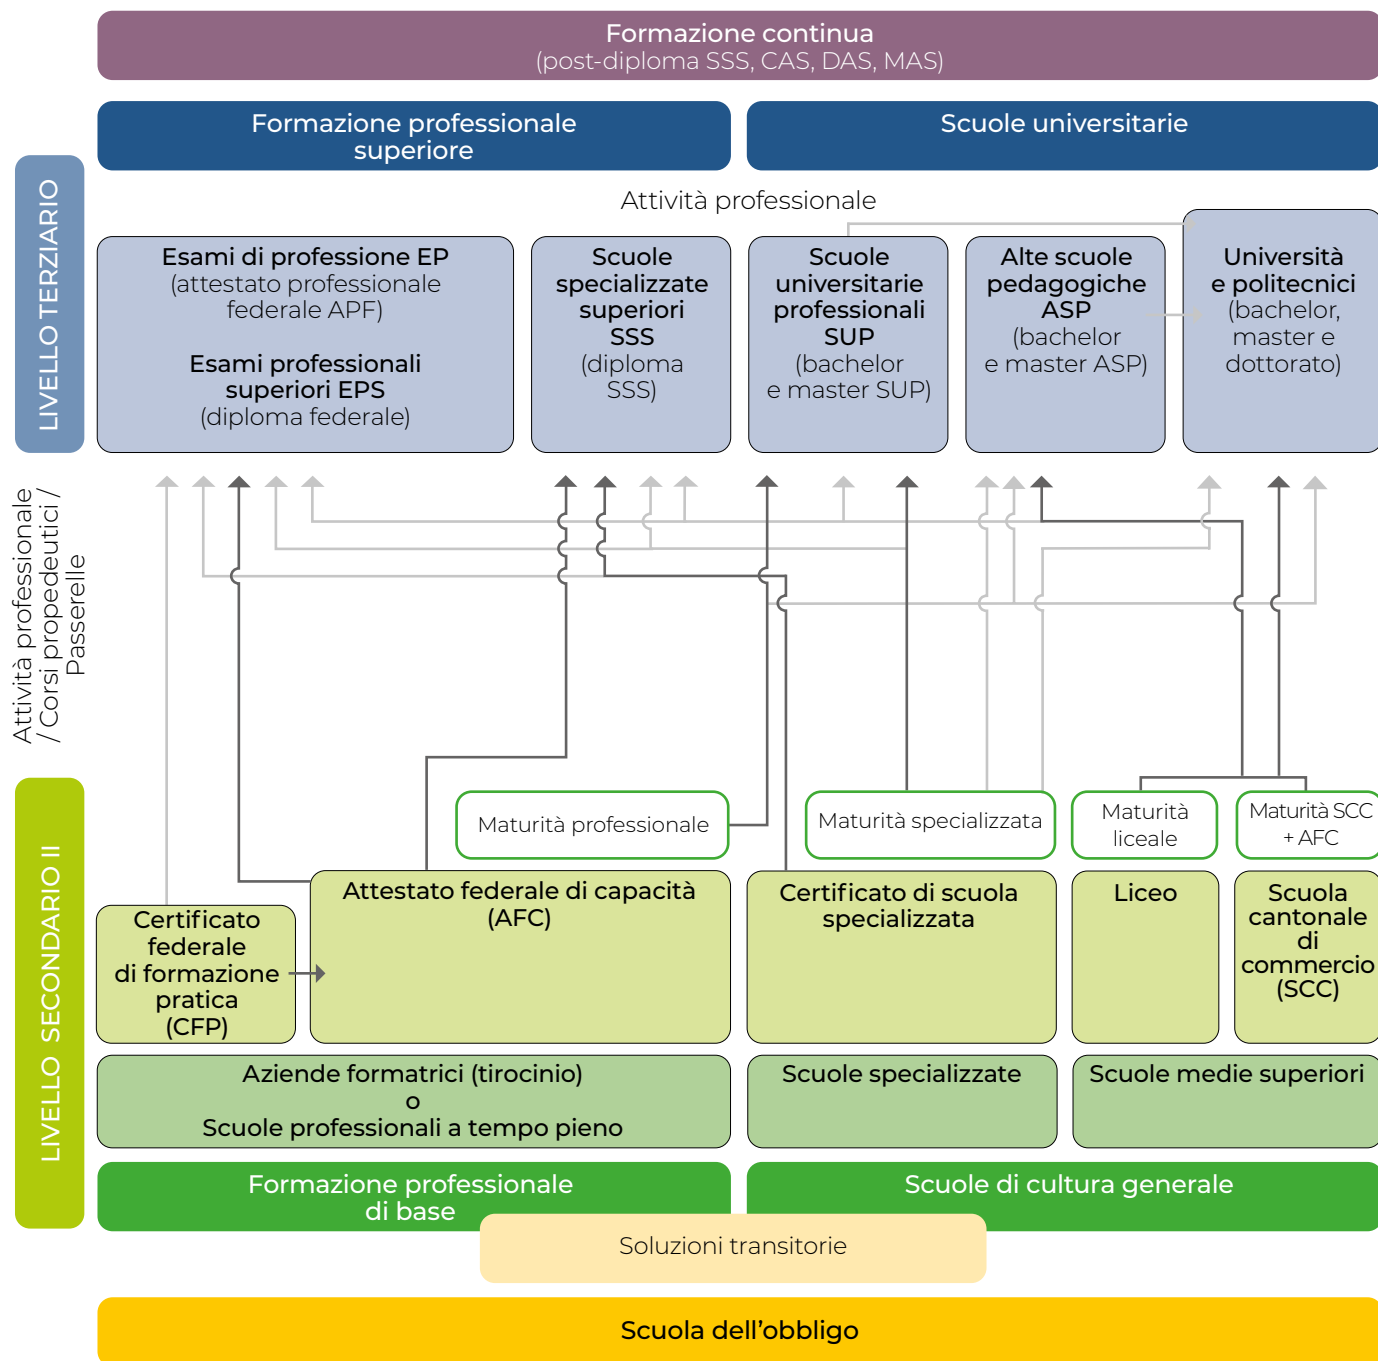 Formazione continua
(post-diploma SSS, CAS, DAS, MAS)
Formazione professionale
superiore
Scuole universitarie
LIVELLO TERZIARIO
Attività professionale
Esami di professione EP
(attestato professionale
federale APF)
Esami professionali
superiori EPS
(diploma federale)
Scuole
specializzate
superiori
SSS
(diploma
SSS)
Scuole
universitarie
professionali
SUP
(bachelor
e master SUP)
Alte scuole
pedagogiche
ASP
(bachelor
e master ASP)
Università
e politecnici
(bachelor,
master e
dottorato)
Attività professionale
/ Corsi propedeutici /
Passerelle
LIVELLO SECONDARIO II
Maturità professionale
Maturità specializzata
Maturità
liceale
Maturità SCC
+ AFC
Certificato
federale
di formazione
pratica
(CFP)
Attestato federale di capacità
(AFC)
Certificato di scuola
specializzata
Liceo
Scuola
cantonale
di
commercio
(SCC)
Aziende formatrici (tirocinio)
o
Scuole professionali a tempo pieno
Scuole specializzate
Scuole medie superiori
Formazione professionale
di base
Scuole di cultura generale
Soluzioni transitorie
Scuola dell'obbligo